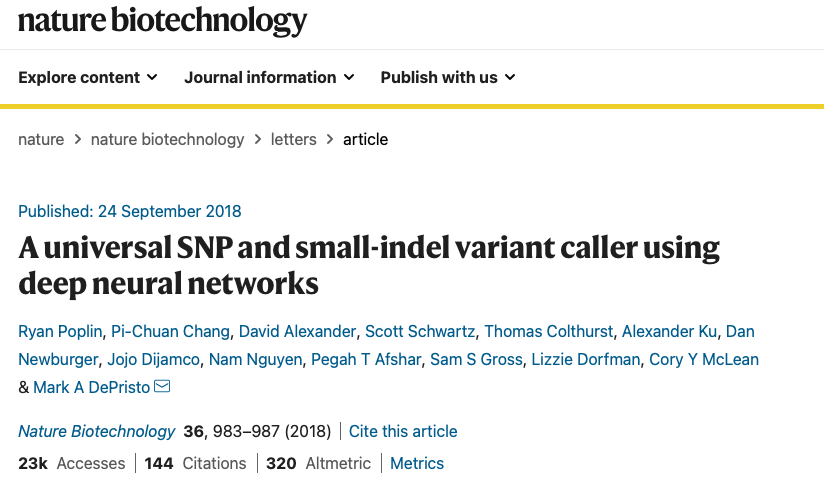 nature biotechnology
Explore content Journal information Publish with us
nature > nature biotechnology > letters > article
Published: 24 September 2018
A universal SNP and small-indel variant caller using
deep neural networks
Ryan Poplin, Pi-Chuan Chang, David Alexander, Scott Schwartz, Thomas Colthurst, Alexander Ku, Dan
Newburger, Jojo Dijamco, Nam Nguyen, Pegah T Afshar, Sam S Gross, Lizzie Dorfman, Cory Y McLean
& Mark A DePristo
Nature Biotechnology 36, 983–987 (2018) | Cite this article
23k Accesses | 144 Citations | 320 Altmetric | Metrics